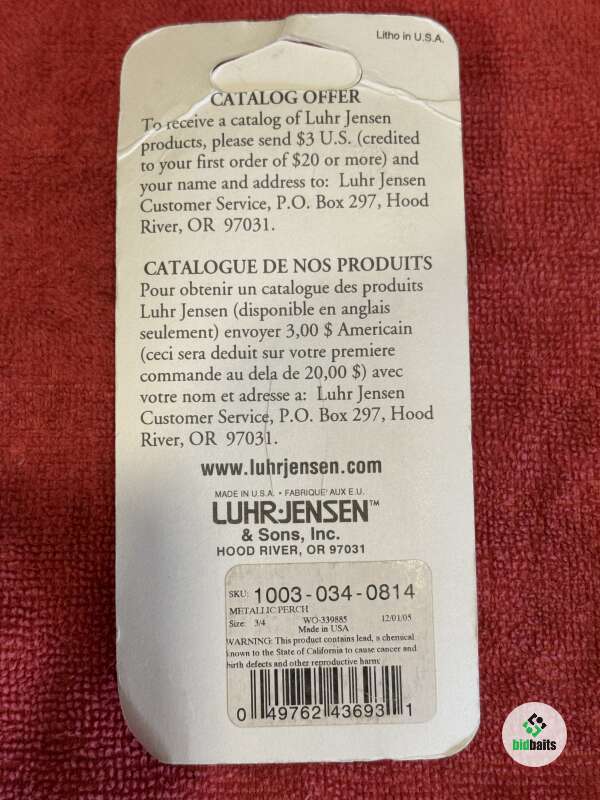 Litho in U.S.A.
CATALOG OFFER
To receive a catalog of Luhr Jensen
products, please send $3 U.S. (credited
to your first order of $20 or more) and
your name and address to: Luhr Jensen
Customer Service, P.O. Box 297, Hood
River, OR 97031.
CATALOGUE DE NOS PRODUITS
Pour obtenir un catalogue des produits
Luhr Jensen (disponible en anglais
seulement) envoyer 3,00 $ Americain
(ceci sera deduit sur votre premiere
commande au dela de 20,00 $) avec
votre nom et adresse a: Luhr Jensen
Customer Service, P.O. Box 297, Hood
River, OR 97031.
www.luhrjensen.com
MADE IN U.S.A. • FABRIQUE' AUX E.U.
LUHR·JENSEN™
& Sons, Inc.
HOOD RIVER, OR 97031
SKU: 1003-034-0814
METALLIC PERCH
Size: 3/4 WO-339885 12/01/05
Made in USA
WARNING: This product contains lead, a chemical
known to the State of California to cause cancer and
birth defects and other reproductive harm
0 49762 43693 1
bidbaits